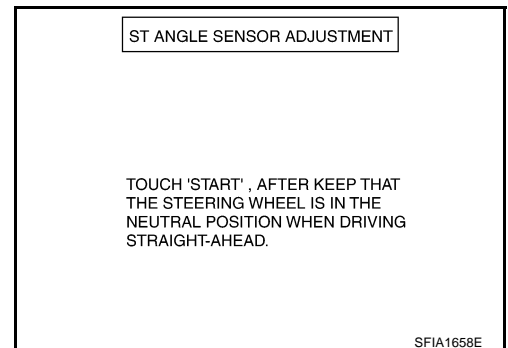 ST ANGLE SENSOR ADJUSTMENT
TOUCH 'START' , AFTER KEEP THAT
THE STEERING WHEEL IS IN THE
NEUTRAL POSITION WHEN DRIVING
STRAIGHT-AHEAD.
SFIA1658E